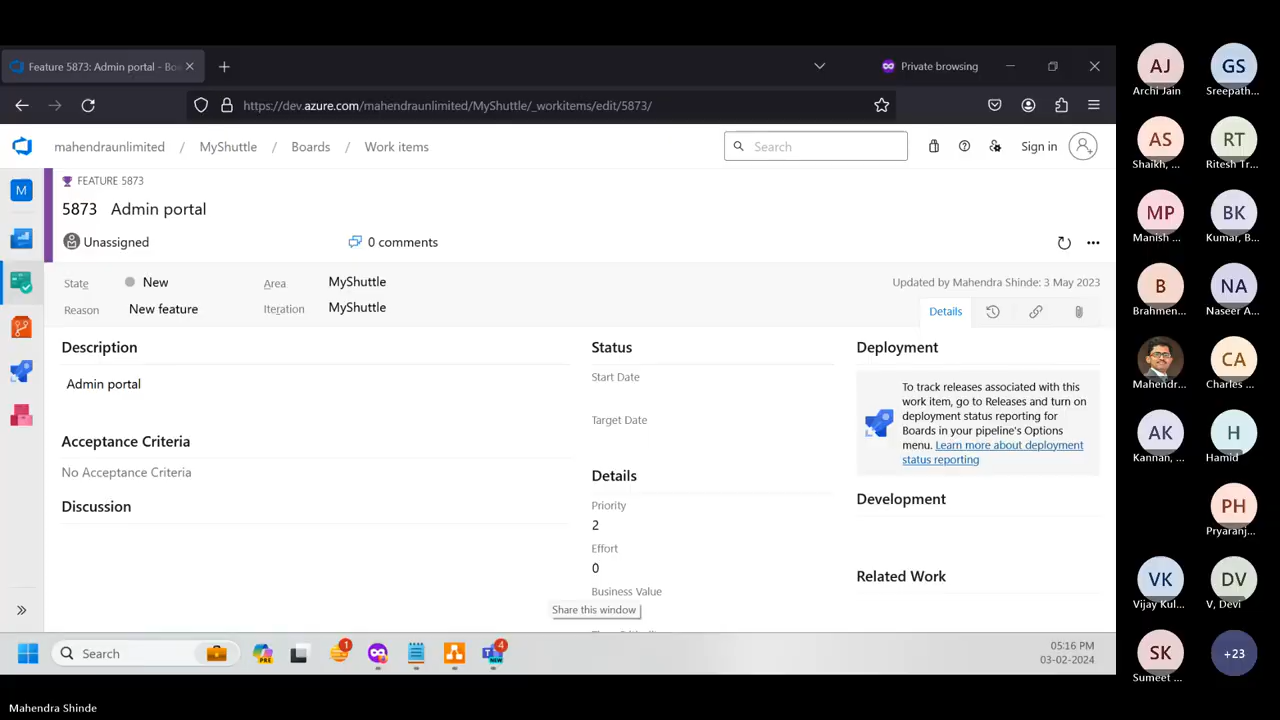 Feature 5873: Admin portal - Bo
Private browsing
https://dev.azure.com/mahendraunlimited/MyShuttle/_workitems/edit/5873/
mahendraunlimited / MyShuttle / Boards / Work items
Search
Sign in
M
FEATURE 5873
5873 Admin portal
Unassigned
0 comments
State New
Area MyShuttle
Updated by Mahendra Shinde: 3 May 2023
Reason New feature
Iteration MyShuttle
Details
Description
Admin portal
Acceptance Criteria
No Acceptance Criteria
Discussion
Status
Start Date
Target Date
Details
Priority
2
Effort
0
Business Value
Share this window
Deployment
To track releases associated with this
work item, go to Releases and turn on
deployment status reporting for
Boards in your pipeline's Options
menu. Learn more about deployment
status reporting
Development
Related Work
Search
PRE
1
T
NEW
4
05:16 PM
03-02-2024
AJ
Archi Jain
GS
Sreepath...
AS
Shaikh, ...
RT
Ritesh Tr...
MP
Manish ...
BK
Kumar, B...
B
Brahmen...
NA
Naseer A...
Mahendr...
CA
Charles ...
AK
Kannan, ...
H
Hamid
PH
Pryaranj...
VK
Vijay Kul...
DV
V, Devi
SK
Sumeet ...
+23
Mahendra Shinde